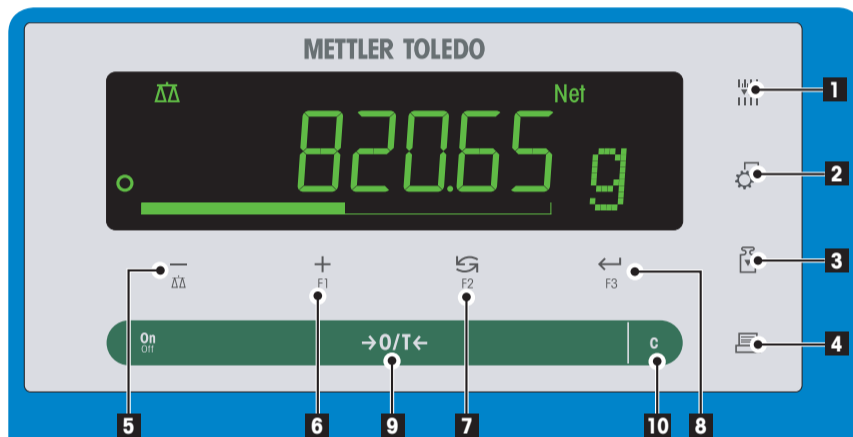 METTLER TOLEDO
Net
820.65 g
1
2
3
F1
F2
F3
On
Off
→0/T←
C
4
5
6
9
7
10
8